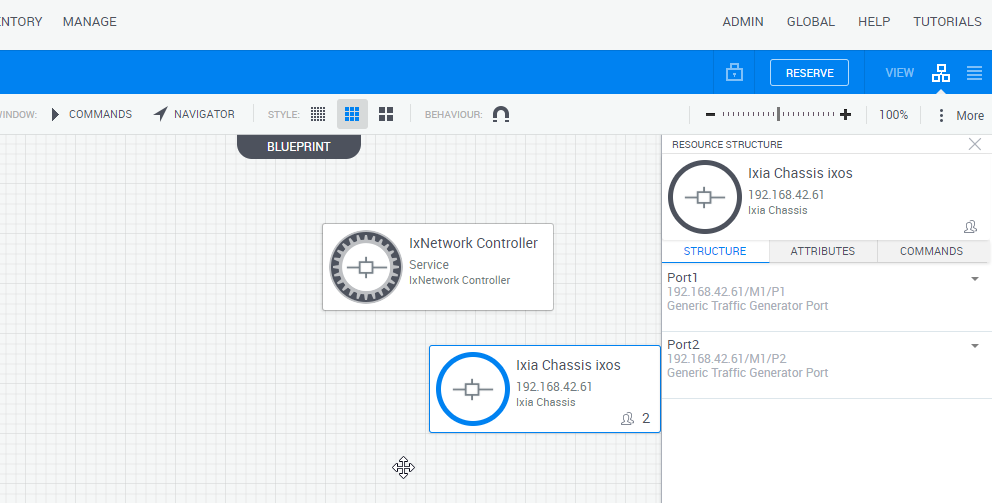 ENTORY MANAGE ADMIN GLOBAL HELP TUTORIALS
RESERVE VIEW
WINDOW: COMMANDS NAVIGATOR STYLE: BEHAVIOUR: 100% More
BLUEPRINT
RESOURCE STRUCTURE
Ixia Chassis ixos
192.168.42.61
Ixia Chassis
STRUCTURE ATTRIBUTES COMMANDS
Port1
192.168.42.61/M1/P1
Generic Traffic Generator Port
Port2
192.168.42.61/M1/P2
Generic Traffic Generator Port
IxNetwork Controller
Service
IxNetwork Controller
Ixia Chassis ixos
192.168.42.61
Ixia Chassis
2